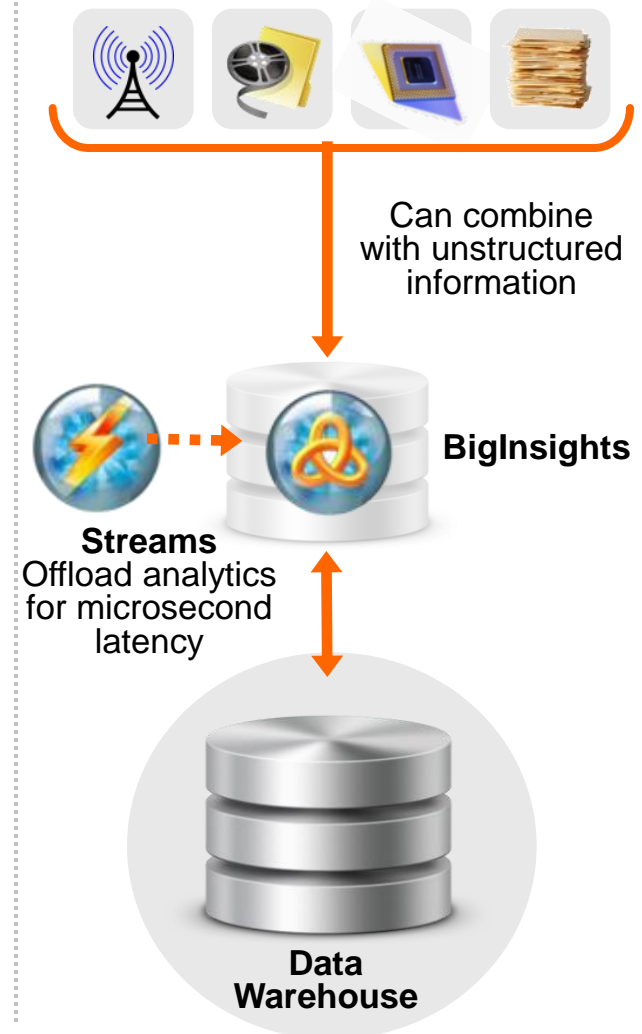 Can combine
with unstructured
information
BigInsights
Streams
Offload analytics
for microsecond
latency
Data
Warehouse